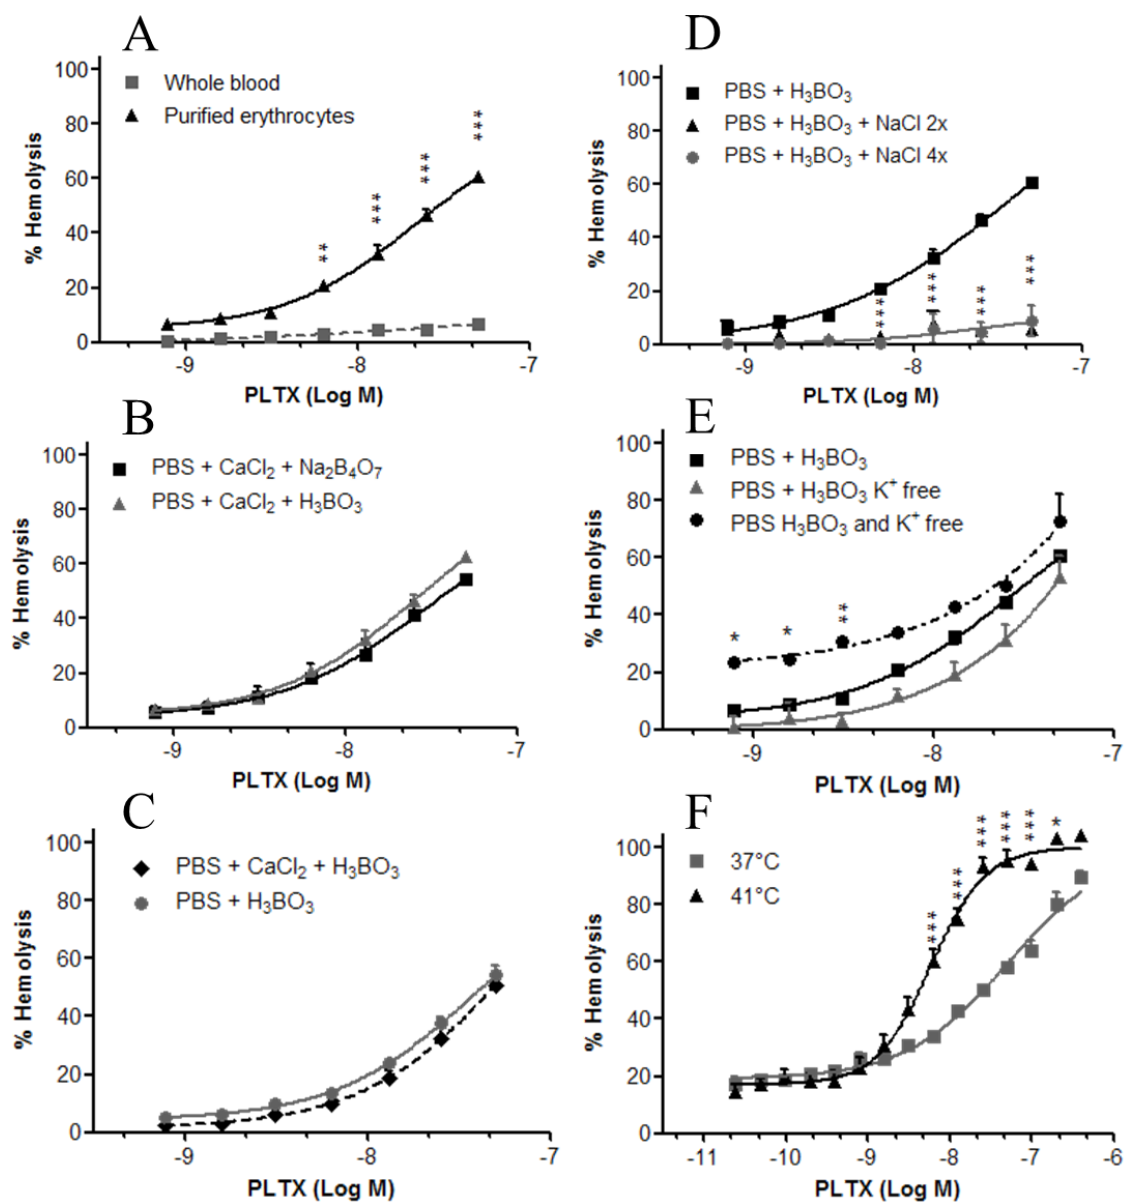 A
100
80
60
40
20
0
% Hemolysis
Whole blood
Purified erythrocytes
**
***
***
***
-9
-8
-7
PLTX (Log M)
B
100
80
60
40
20
0
% Hemolysis
PBS + CaCl₂ + Na₂B₄O₇
PBS + CaCl₂ + H₃BO₃
-9
-8
-7
PLTX (Log M)
C
100
80
60
40
20
0
% Hemolysis
PBS + CaCl₂ + H₃BO₃
PBS + H₃BO₃
-9
-8
-7
PLTX (Log M)
D
100
80
60
40
20
0
% Hemolysis
PBS + H₃BO₃
PBS + H₃BO₃ + NaCl 2x
PBS + H₃BO₃ + NaCl 4x
***
***
***
***
-9
-8
-7
PLTX (Log M)
E
100
80
60
40
20
0
% Hemolysis
PBS + H₃BO₃
PBS + H₃BO₃ K⁺ free
PBS H₃BO₃ and K⁺ free
*
*
**
-9
-8
-7
PLTX (Log M)
F
100
80
60
40
20
0
% Hemolysis
37°C
41°C
***
***
***
***
***
*
-11
-10
-9
-8
-7
-6
PLTX (Log M)